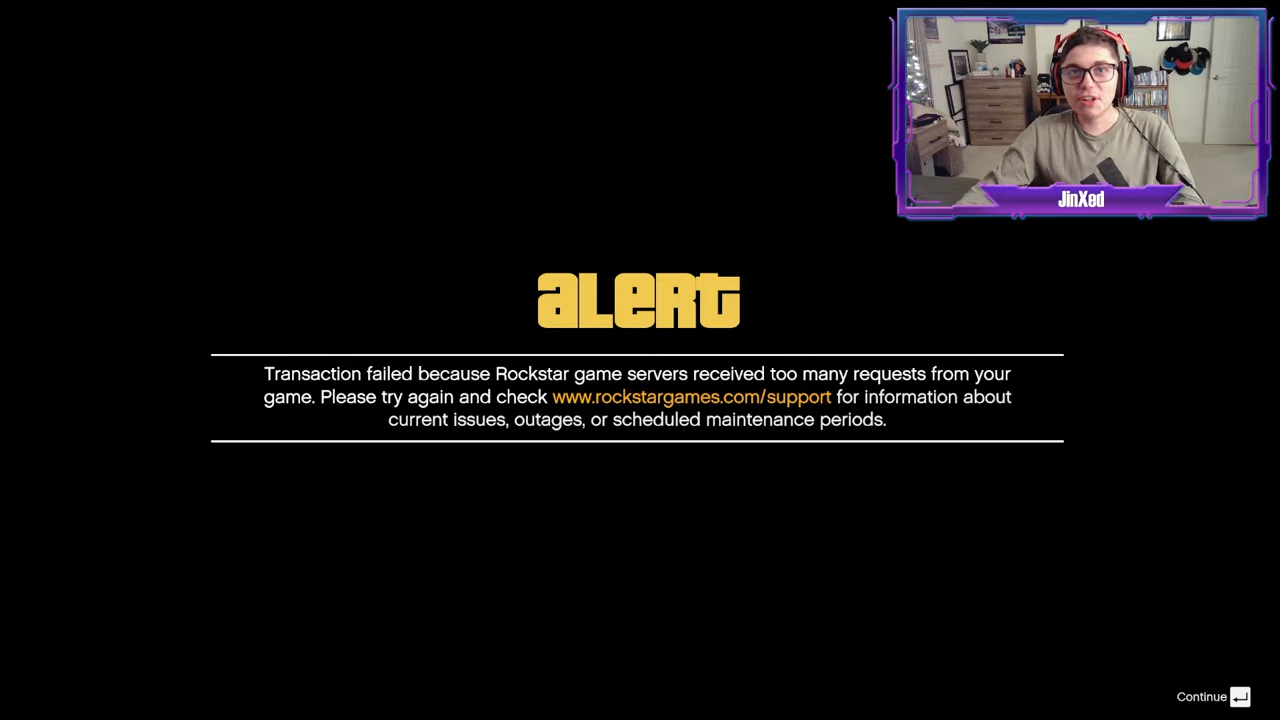 JinXed
aLeRt
Transaction failed because Rockstar game servers received too many requests from your
game. Please try again and check www.rockstargames.com/support for information about
current issues, outages, or scheduled maintenance periods.
Continue